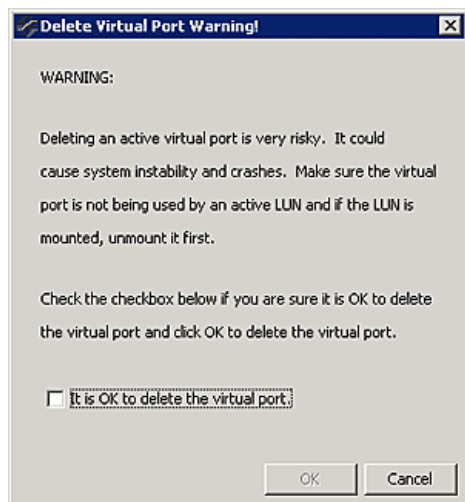 Delete Virtual Port Warning!
WARNING:
Deleting an active virtual port is very risky. It could
cause system instability and crashes. Make sure the virtual
port is not being used by an active LUN and if the LUN is
mounted, unmount it first.
Check the checkbox below if you are sure it is OK to delete
the virtual port and click OK to delete the virtual port.
It is OK to delete the virtual port.
OK
Cancel